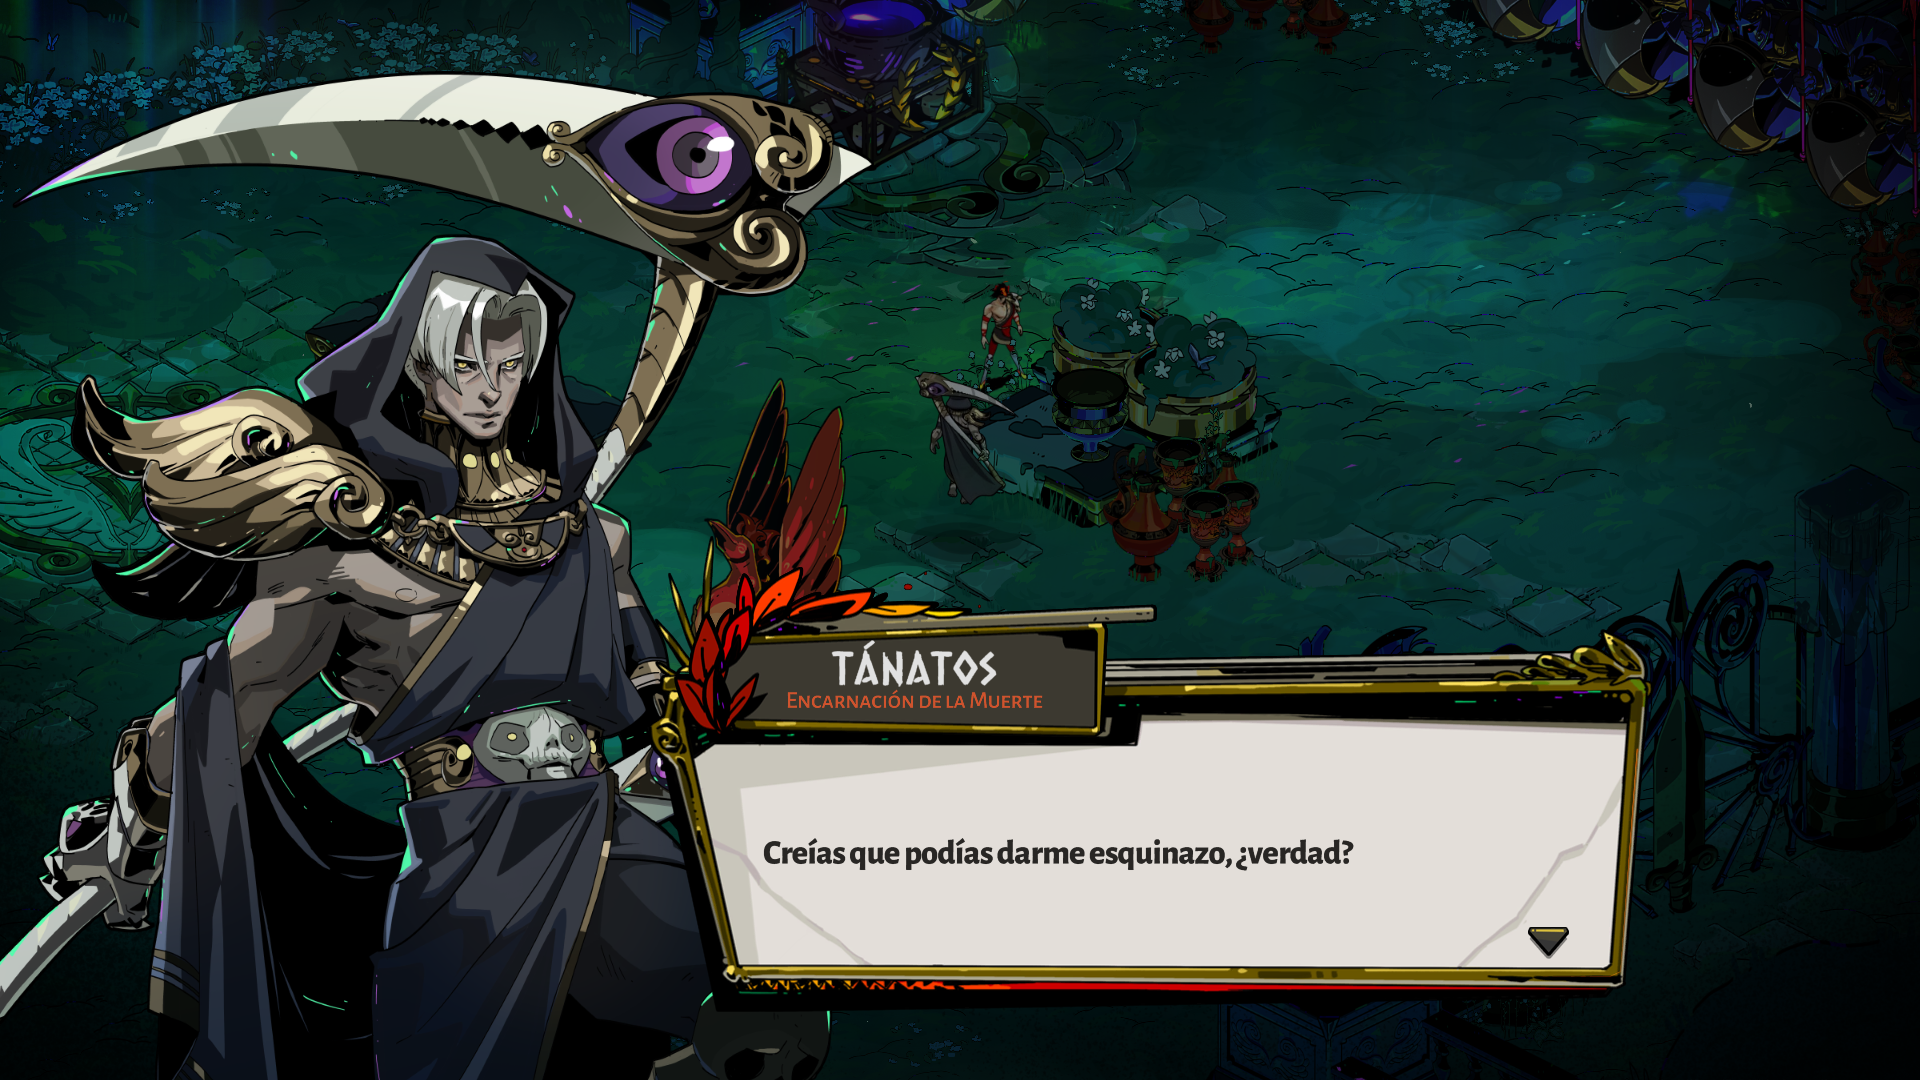 TÁNATOS
Encarnación de la Muerte
Creías que podías darme esquinazo, ¿verdad?